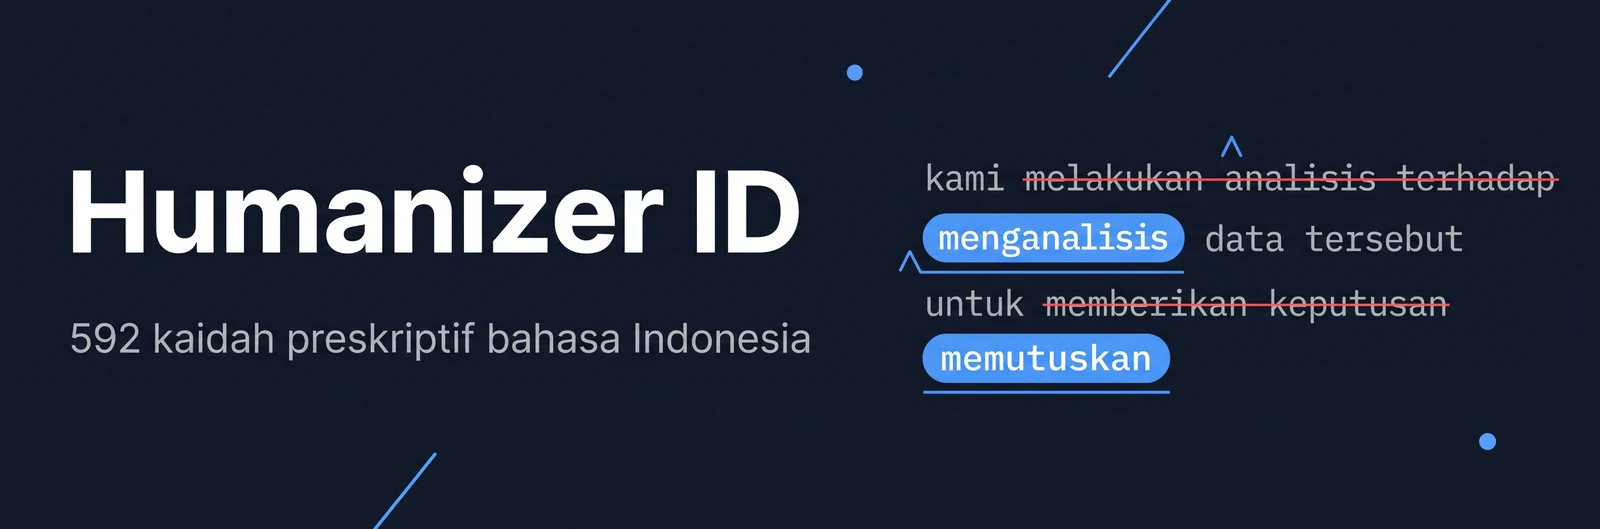 Humanizer ID
592 kaidah preskriptif bahasa Indonesia
kami melakukan analisis terhadap
menganalisis data tersebut
untuk memberikan keputusan
memutuskan